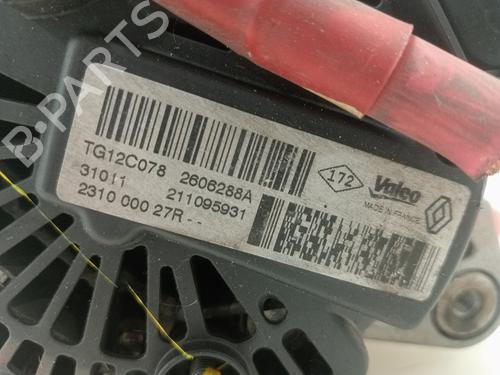 B-PARTS
TG12C078 2606288A
31011 211095931
2310 000 27R--
172
Valeo
MADE IN FRANCE